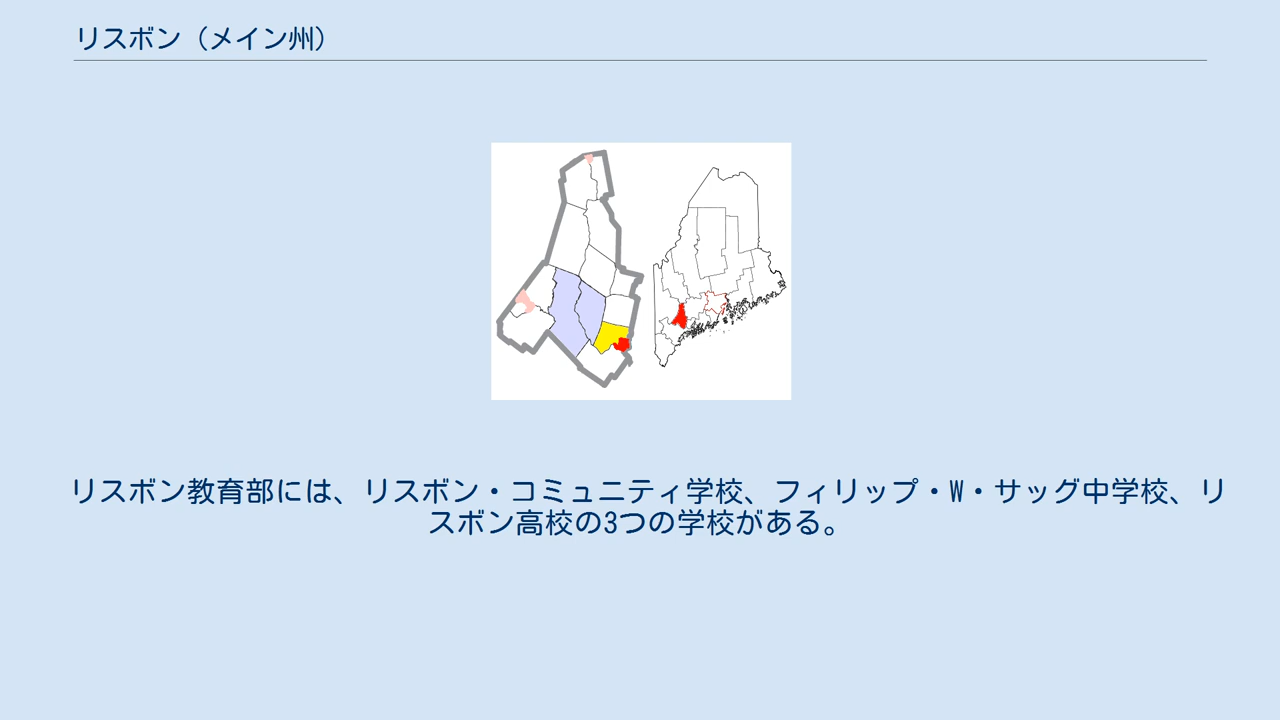 リスボン（メイン州）
リスボン教育部には、リスボン・コミュニティ学校、フィリップ・W・サッグ中学校、リ
スボン高校の3つの学校がある。